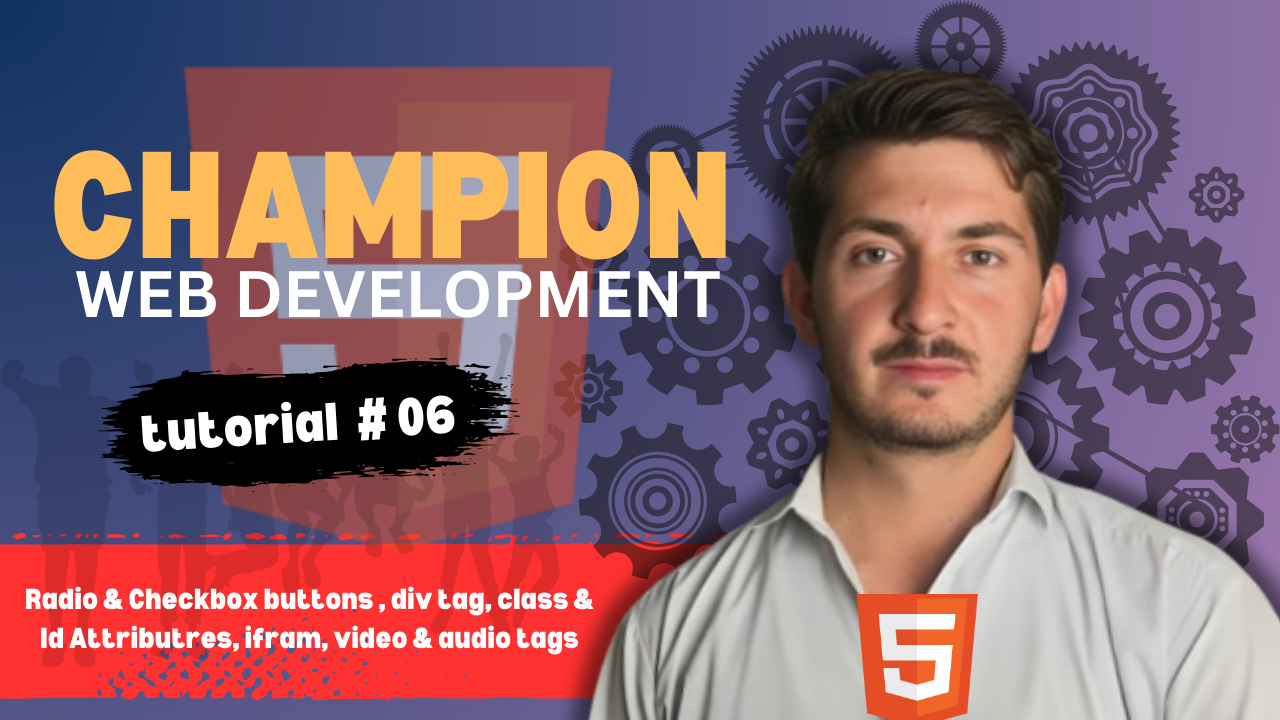 CHAMPION
WEB DEVELOPMENT
tutorial # 06
Radio & Checkbox buttons , div tag, class &
Id Attributres, ifram, video & audio tags
5